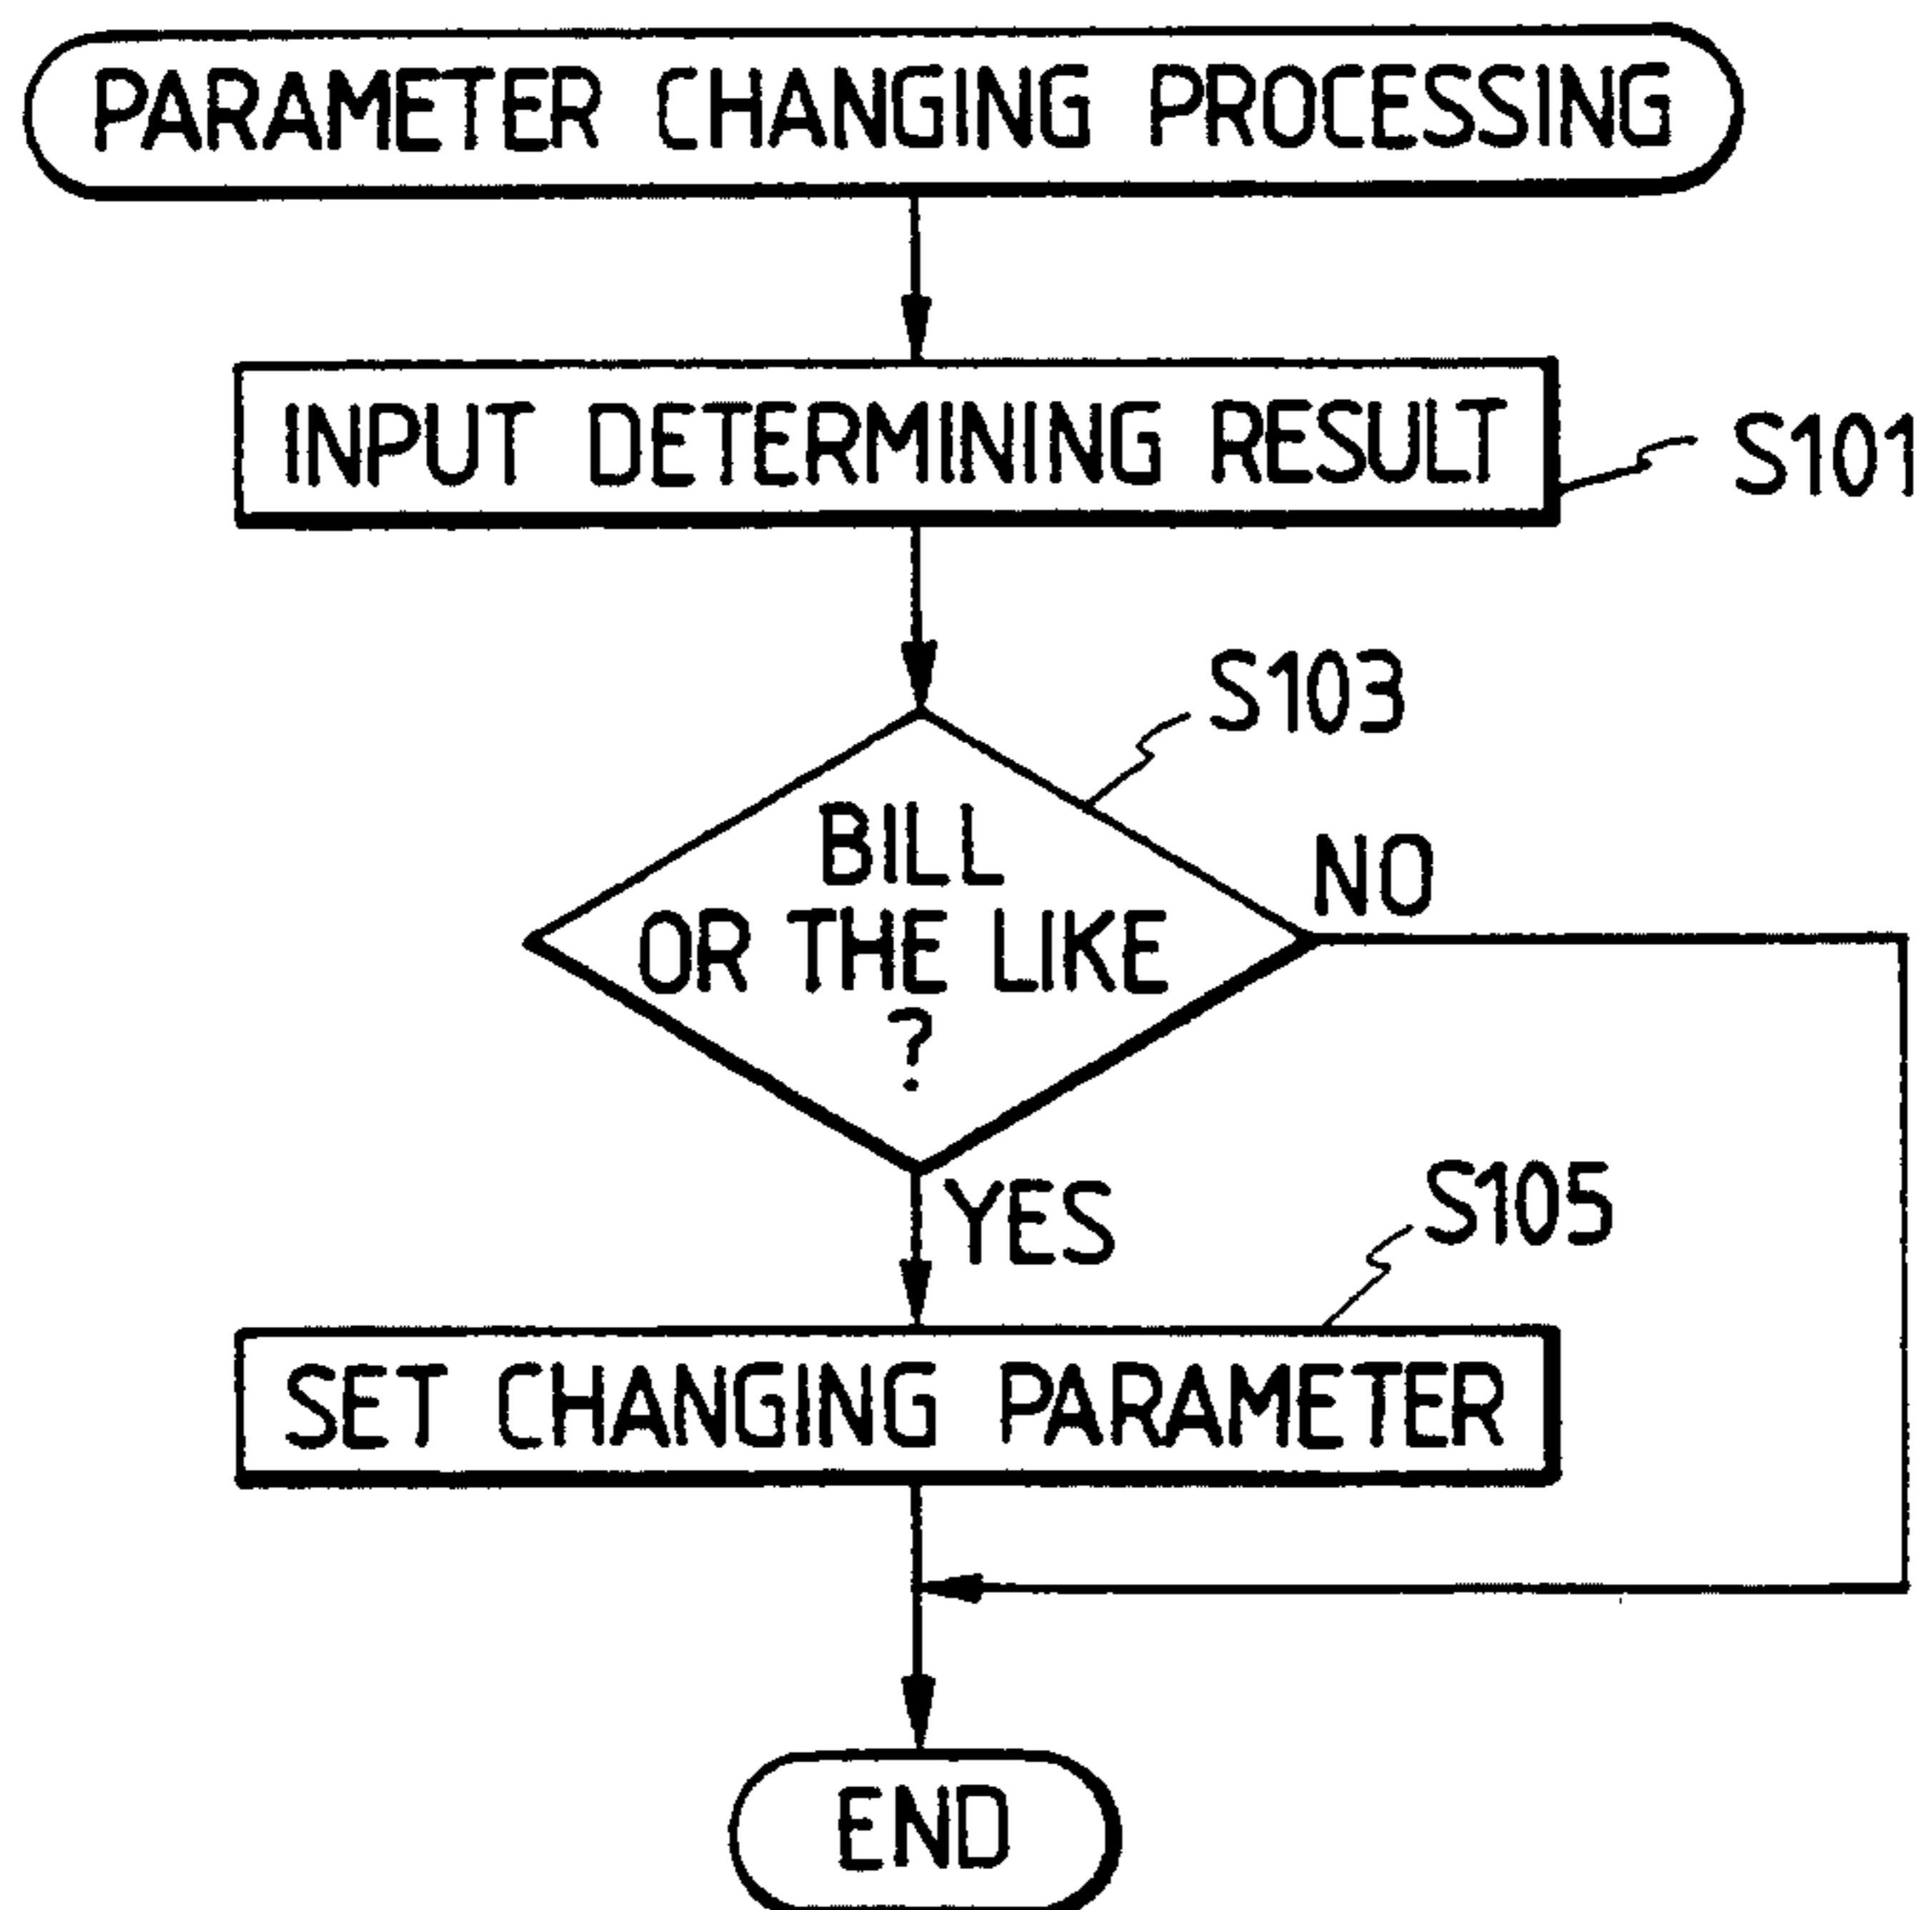 PARAMETER CHANGING PROCESSING
INPUT DETERMINING RESULT
S101
S103
BILL
OR THE LIKE
?
NO
YES
S105
SET CHANGING PARAMETER
END